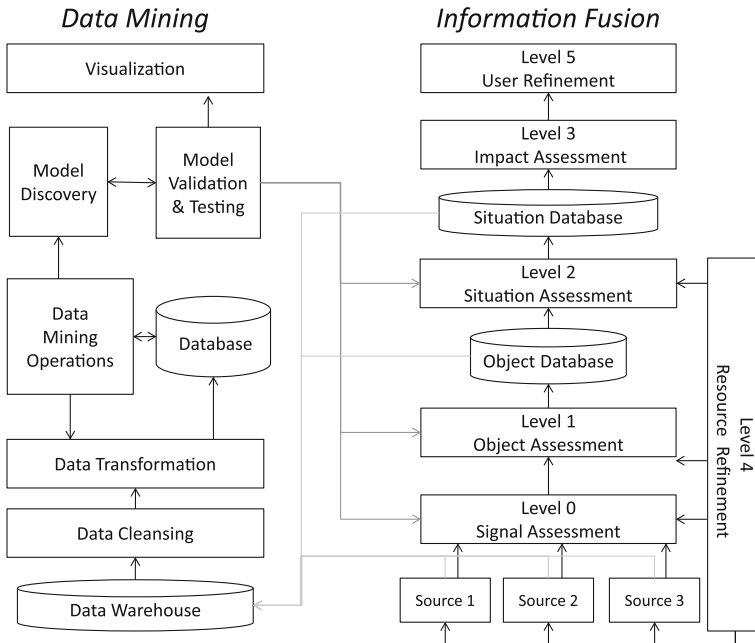 Data Mining
Visualization
Model
Discovery
Model
Validation
& Testing
Data
Mining
Operations
Database
Data Transformation
Data Cleansing
Data Warehouse
Information Fusion
Level 5
User Refinement
Level 3
Impact Assessment
Situation Database
Level 2
Situation Assessment
Object Database
Level 1
Object Assessment
Level 0
Signal Assessment
Source 1
Source 2
Source 3
Level 4
Resource Refinement